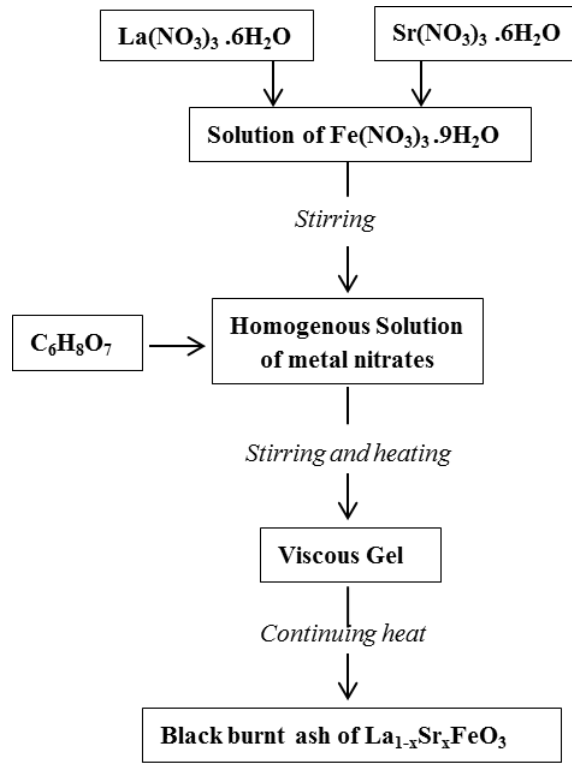 La(NO₃)₃ .6H₂O
Sr(NO₃)₃ .6H₂O
Solution of Fe(NO₃)₃ .9H₂O
Stirring
C₆H₈O₇
Homogenous Solution
of metal nitrates
Stirring and heating
Viscous Gel
Continuing heat
Black burnt ash of La₁₋ₓSrₓFeO₃